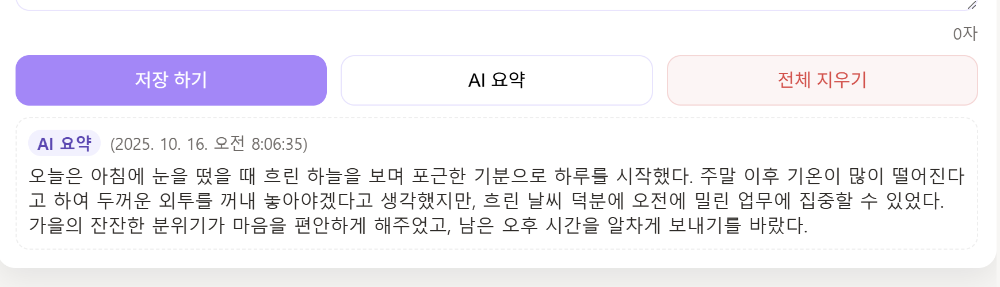 0자
저장 하기
AI 요약
전체 지우기
AI 요약 (2025. 10. 16. 오전 8:06:35)
오늘은 아침에 눈을 떴을 때 흐린 하늘을 보며 포근한 기분으로 하루를 시작했다. 주말 이후 기온이 많이 떨어진다
고 하여 두꺼운 외투를 꺼내 놓아야겠다고 생각했지만, 흐린 날씨 덕분에 오전에 밀린 업무에 집중할 수 있었다.
가을의 잔잔한 분위기가 마음을 편안하게 해주었고, 남은 오후 시간을 알차게 보내기를 바랐다.